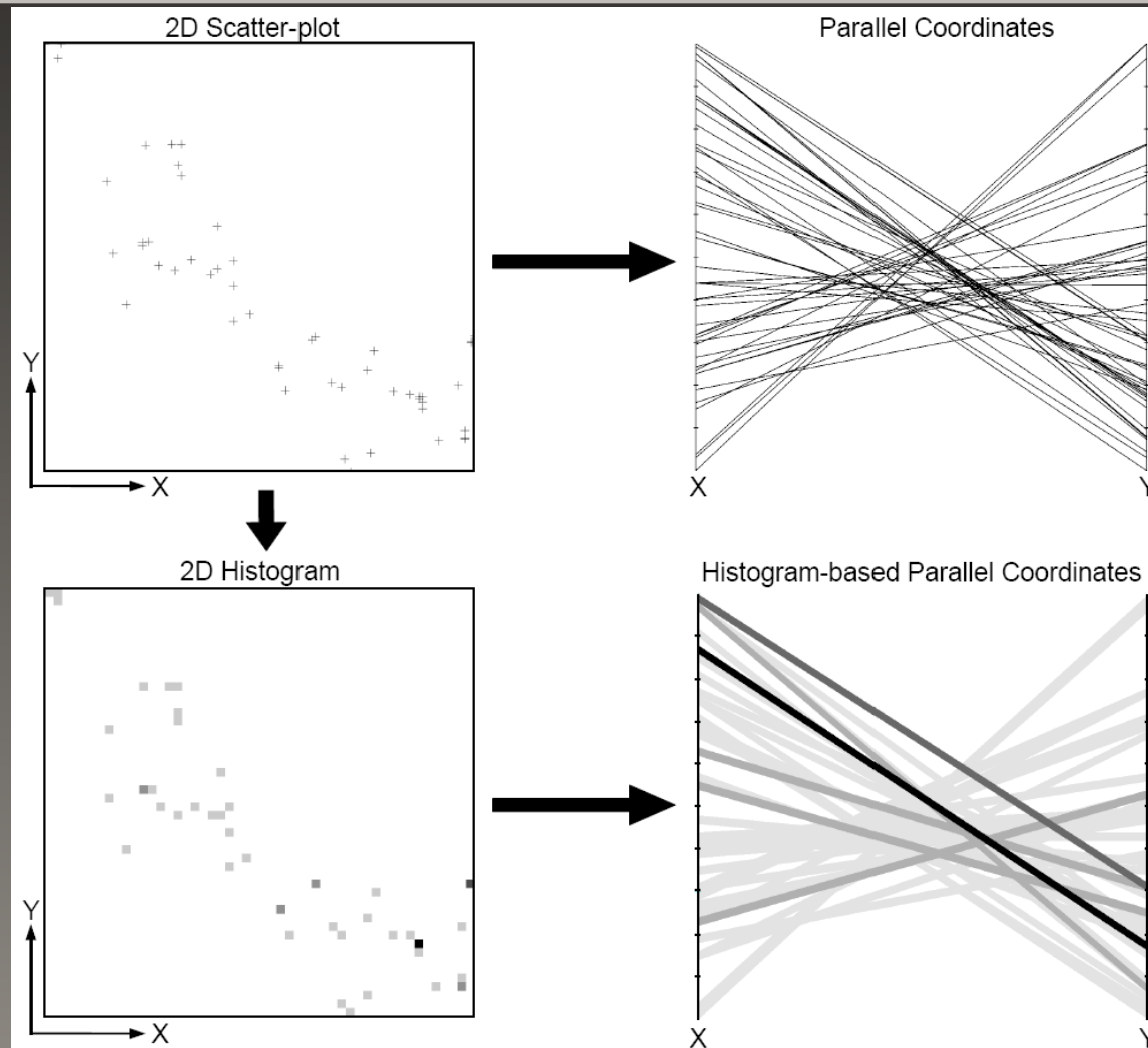 2D Scatter-plot
Parallel Coordinates
Y
X
X
Y
2D Histogram
Histogram-based Parallel Coordinates
Y
X
X
Y